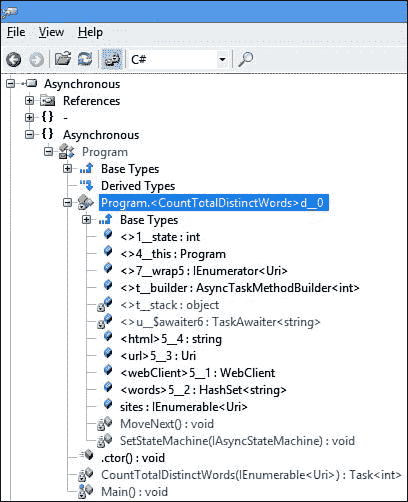 File View Help
C#
Asynchronous
References
{ } -
{ } Asynchronous
Program
Base Types
Derived Types
Program.<CountTotalDistinctWords>d__0
Base Types
<>1__state : int
<>4__this : Program
<>7__wrap5 : IEnumerator<Uri>
<>t__builder : AsyncTaskMethodBuilder<int>
<>t__stack : object
<>u__$awaiter6 : TaskAwaiter<string>
<html>5__4 : string
<url>5__3 : Uri
<webClient>5__1 : WebClient
<words>5__2 : HashSet<string>
sites : IEnumerable<Uri>
MoveNext() : void
SetStateMachine(IAsyncStateMachine) : void
.ctor() : void
CountTotalDistinctWords(IEnumerable<Uri>) : Task<int>
Main() : void